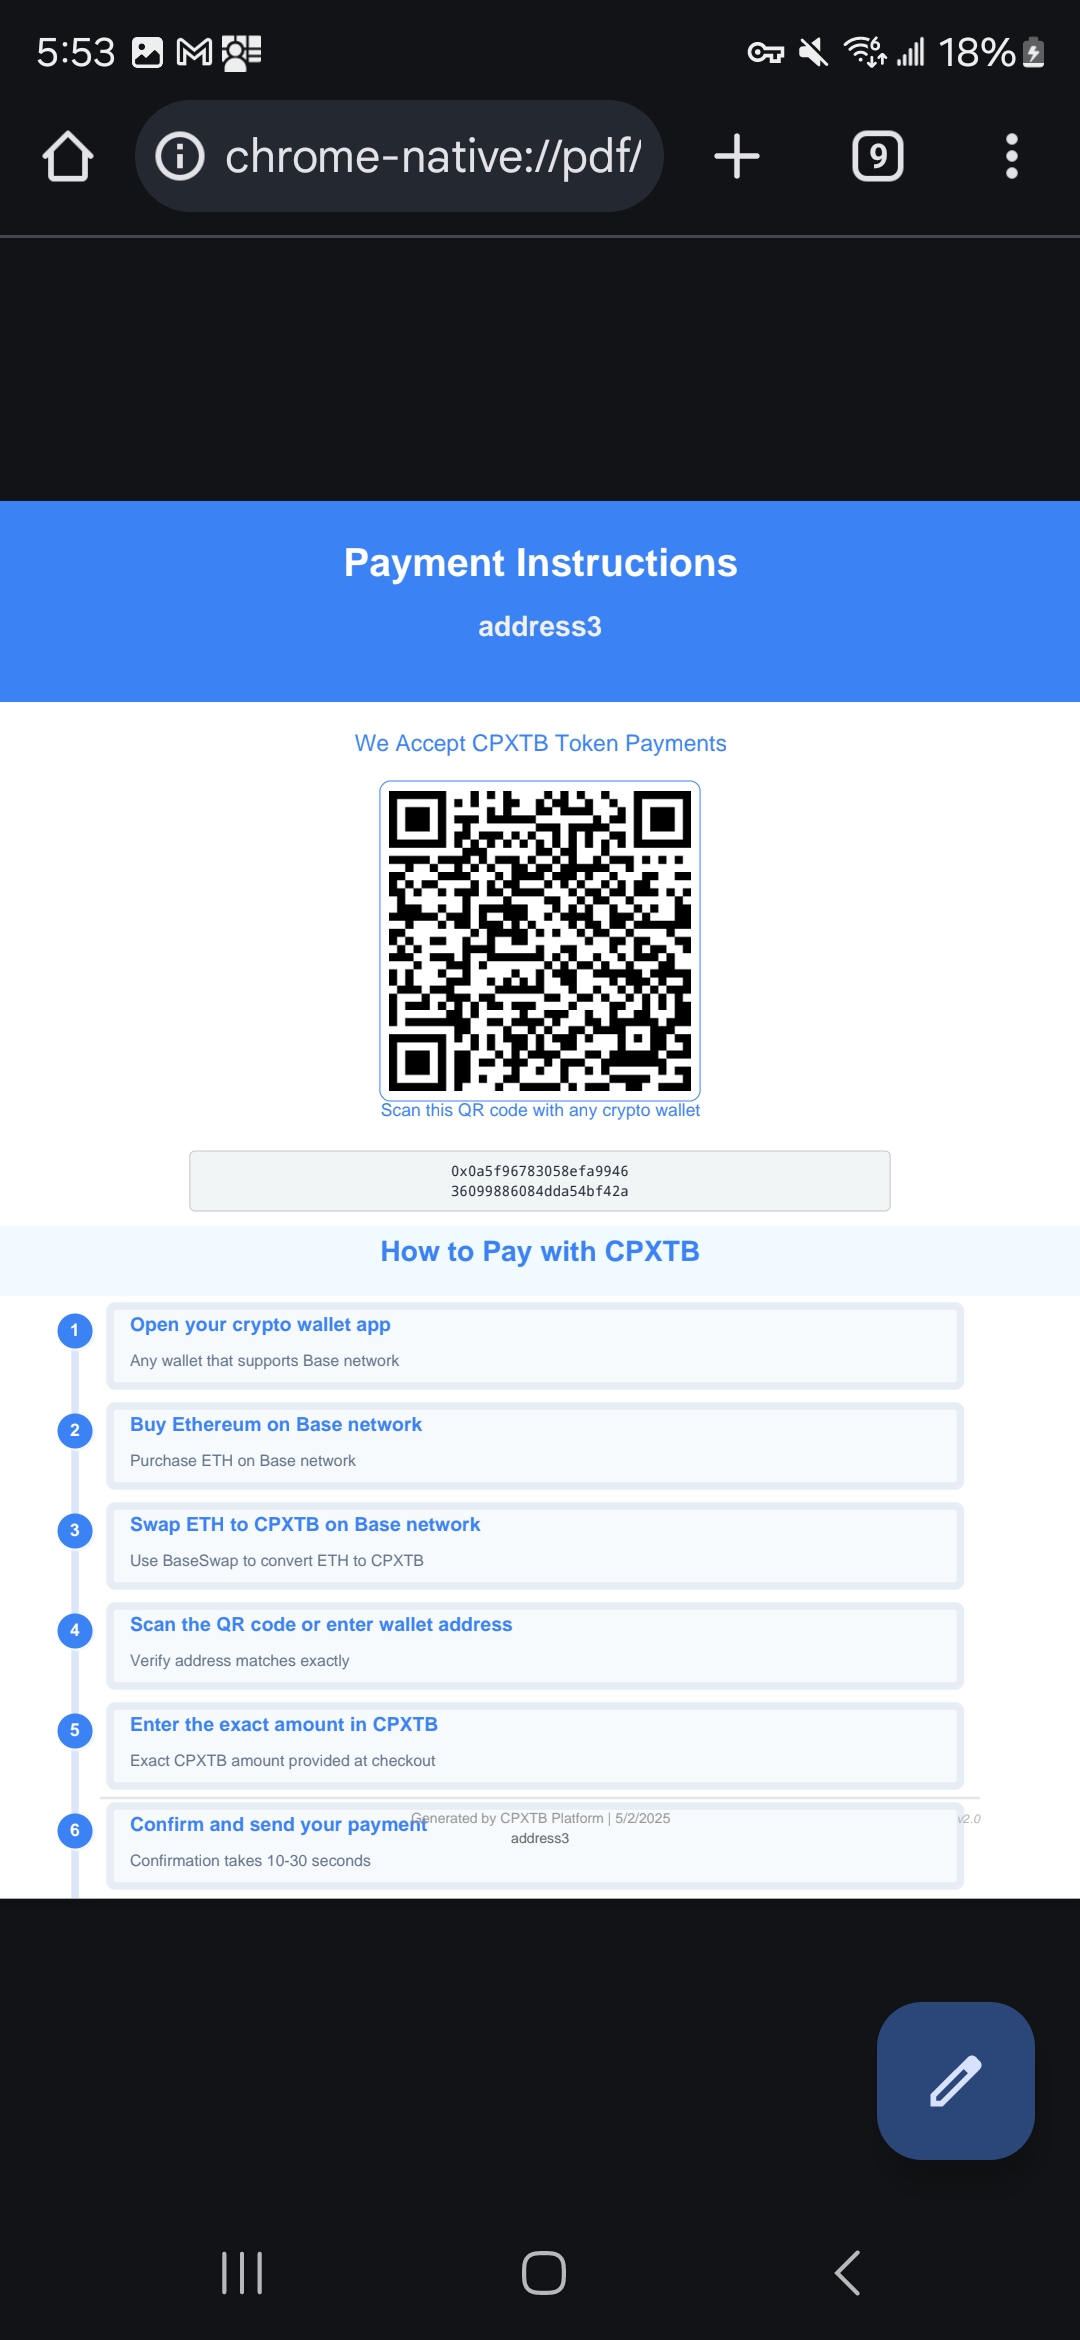 5:53
6
18%
chrome-native://pdf/
9
Payment Instructions
address3
We Accept CPXTB Token Payments
Scan this QR code with any crypto wallet
0x0a5f96783058efa9946
36099886084dda54bf42a
How to Pay with CPXTB
1
Open your crypto wallet app
Any wallet that supports Base network
2
Buy Ethereum on Base network
Purchase ETH on Base network
3
Swap ETH to CPXTB on Base network
Use BaseSwap to convert ETH to CPXTB
4
Scan the QR code or enter wallet address
Verify address matches exactly
5
Enter the exact amount in CPXTB
Exact CPXTB amount provided at checkout
Generated by CPXTB Platform | 5/2/2025
v2.0
6
Confirm and send your payment
address3
Confirmation takes 10-30 seconds